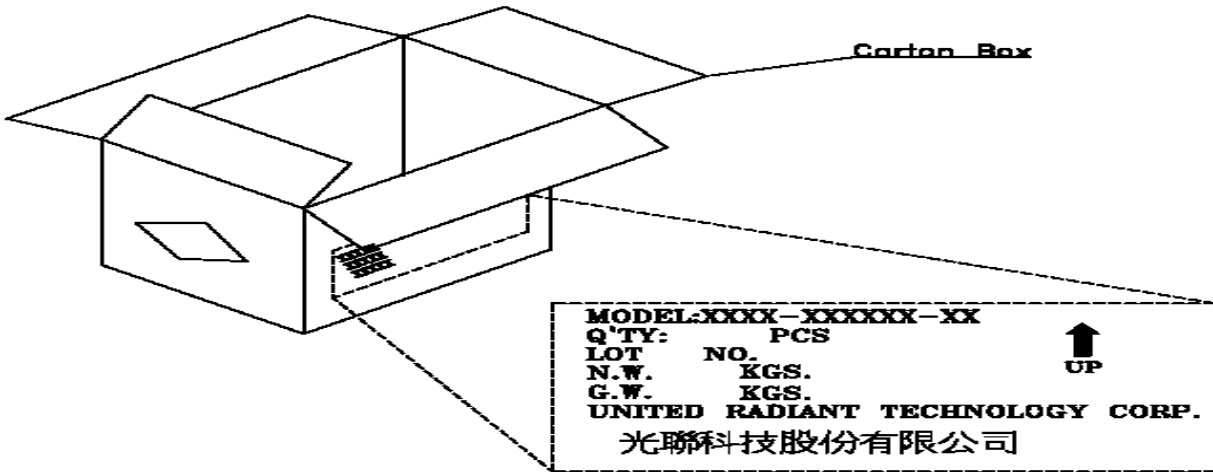 Carton Box
MODEL:XXXX-XXXXXX-XX
Q'TY: PCS
UP
LOT NO.
N.W. KGS.
G.W. KGS.
UNITED RADIANT TECHNOLOGY CORP.
光聯科技股份有限公司